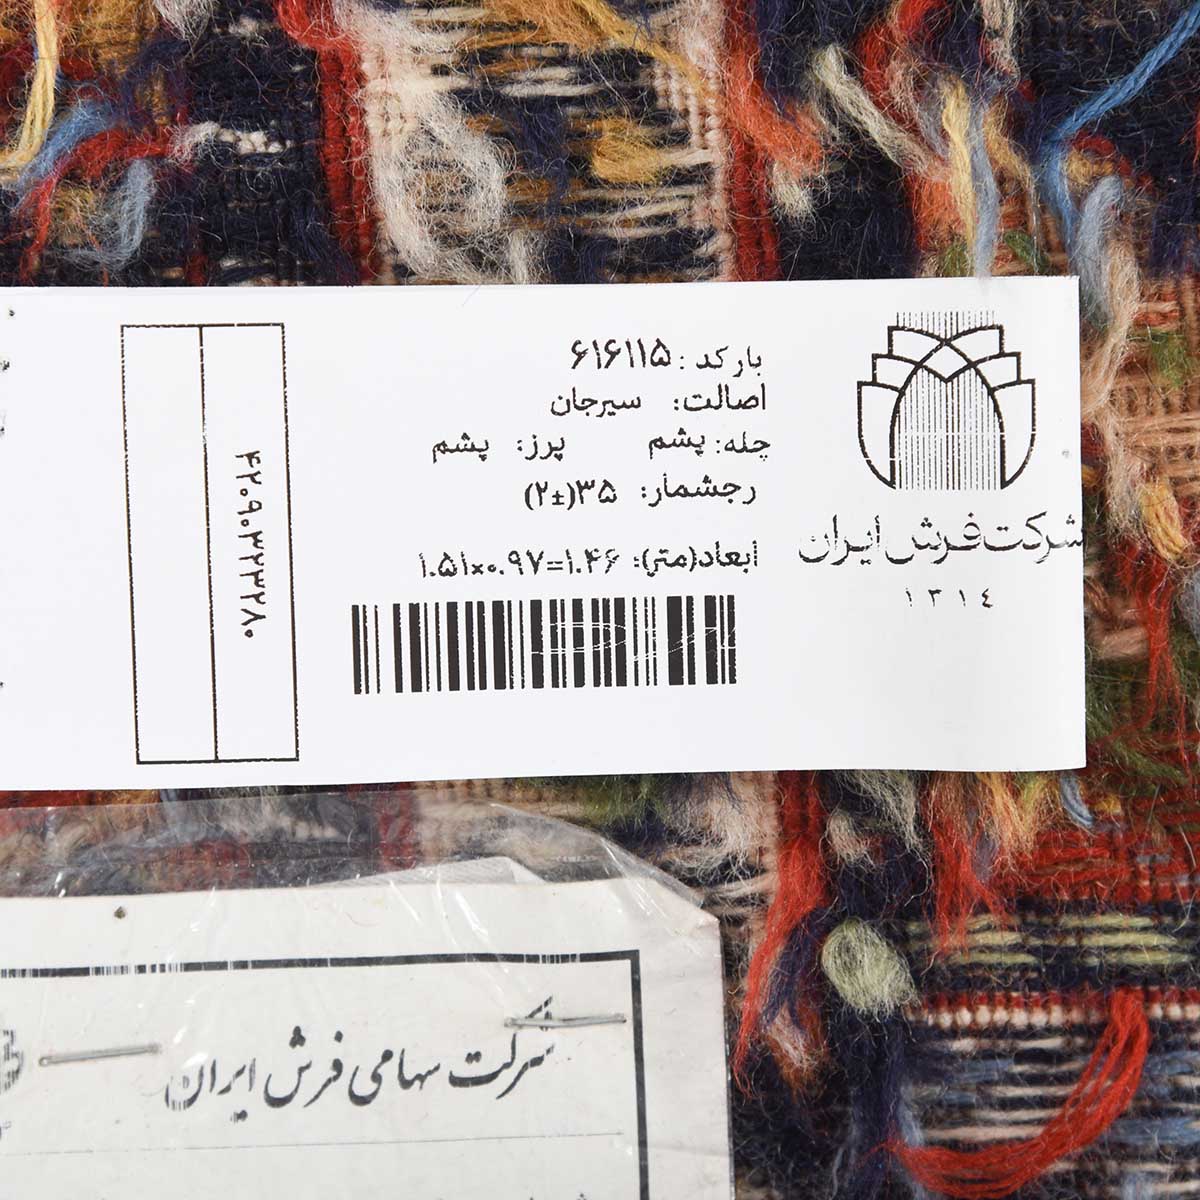 شرکت فرش ایران
۱۳۱۴
بارکد: ۶۱۶۱۱۵
اصالت: سیرجان
چله: پشم پرز: پشم
رجشمار: ۳۵(±۲)
ابعاد(متر): ۱.۴۶=۰.۹۷×۱.۵۱
۴۲۰۹۰۳۲۳۲۲۸۰
شرکت سهامی فرش ایران